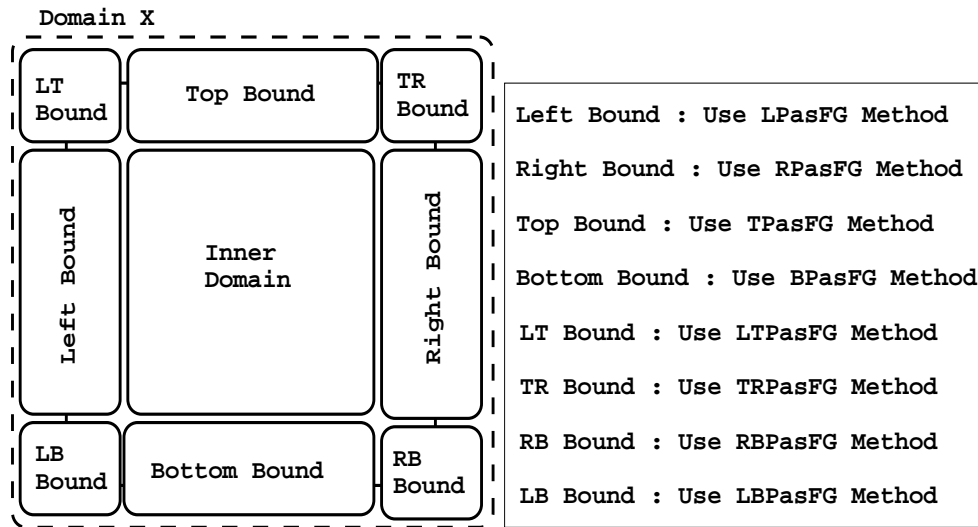 Domain X
LT
Bound
Top Bound
TR
Bound
Left Bound
Inner
Domain
Right Bound
LB
Bound
Bottom Bound
RB
Bound
Left Bound : Use LPasFG Method
Right Bound : Use RPasFG Method
Top Bound : Use TPasFG Method
Bottom Bound : Use BPasFG Method
LT Bound : Use LTPasFG Method
TR Bound : Use TRPasFG Method
RB Bound : Use RBPasFG Method
LB Bound : Use LBPasFG Method